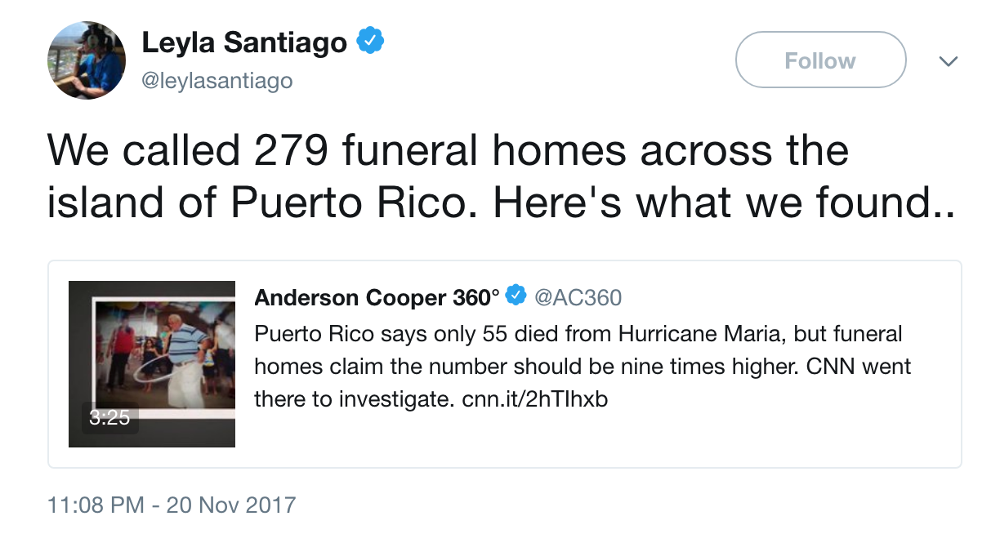 Leyla Santiago
@leylasantiago
Follow
We called 279 funeral homes across the
island of Puerto Rico. Here's what we found..
Anderson Cooper 360° @AC360
Puerto Rico says only 55 died from Hurricane Maria, but funeral
homes claim the number should be nine times higher. CNN went
there to investigate. cnn.it/2hTlhxb
3:25
11:08 PM - 20 Nov 2017